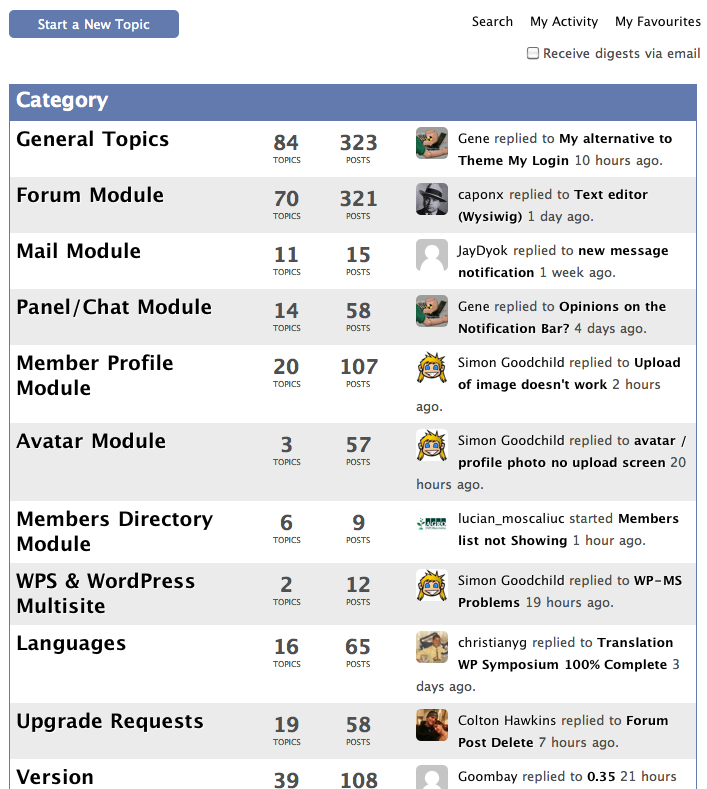 Start a New Topic
Search My Activity My Favourites
Receive digests via email
Category
General Topics
84
TOPICS
323
POSTS
Gene replied to My alternative to
Theme My Login 10 hours ago.
Forum Module
70
TOPICS
321
POSTS
caponx replied to Text editor
(Wysiwig) 1 day ago.
Mail Module
11
TOPICS
15
POSTS
JayDyok replied to new message
notification 1 week ago.
Panel/Chat Module
14
TOPICS
58
POSTS
Gene replied to Opinions on the
Notification Bar? 4 days ago.
Member Profile
Module
20
TOPICS
107
POSTS
Simon Goodchild replied to Upload
of image doesn't work 2 hours
ago.
Avatar Module
3
TOPICS
57
POSTS
Simon Goodchild replied to avatar /
profile photo no upload screen 20
hours ago.
Members Directory
Module
6
TOPICS
9
POSTS
lucian_moscaliuc started Members
list not Showing 1 hour ago.
WPS & WordPress
Multisite
2
TOPICS
12
POSTS
Simon Goodchild replied to WP-MS
Problems 19 hours ago.
Languages
16
TOPICS
65
POSTS
christianyg replied to Translation
WP Symposium 100% Complete 3
days ago.
Upgrade Requests
19
TOPICS
58
POSTS
Colton Hawkins replied to Forum
Post Delete 7 hours ago.
Version
39
108
Goombay replied to 0.35 21 hours